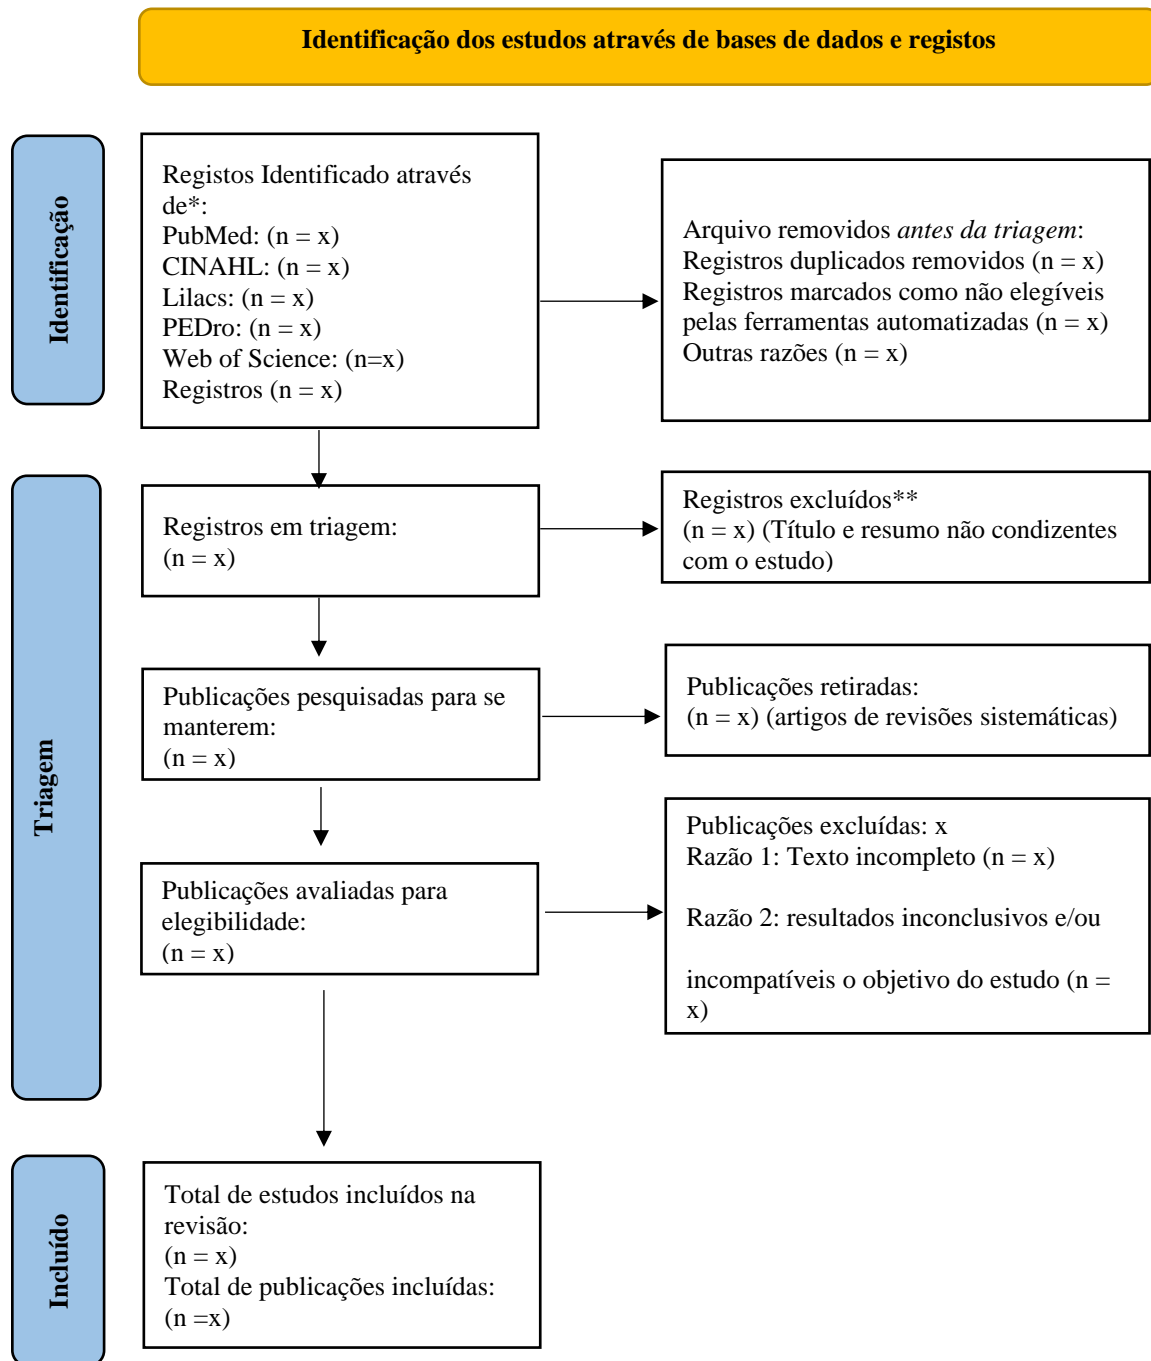 Identificação dos estudos através de bases de dados e registos
Identificação
Registos Identificado através
de*:
PubMed: (n = x)
CINAHL: (n = x)
Lilacs: (n = x)
PEDro: (n = x)
Web of Science: (n=x)
Registros (n = x)
Arquivo removidos antes da triagem:
Registros duplicados removidos (n = x)
Registros marcados como não elegíveis
pelas ferramentas automatizadas (n = x)
Outras razões (n = x)
Triagem
Registros em triagem:
(n = x)
Registros excluídos**
(n = x) (Título e resumo não condizentes
com o estudo)
Publicações pesquisadas para se
manterem:
(n = x)
Publicações retiradas:
(n = x) (artigos de revisões sistemáticas)
Publicações avaliadas para
elegibilidade:
(n = x)
Publicações excluídas: x
Razão 1: Texto incompleto (n = x)
Razão 2: resultados inconclusivos e/ou
incompatíveis o objetivo do estudo (n =
x)
Incluído
Total de estudos incluídos na
revisão:
(n = x)
Total de publicações incluídas:
(n =x)